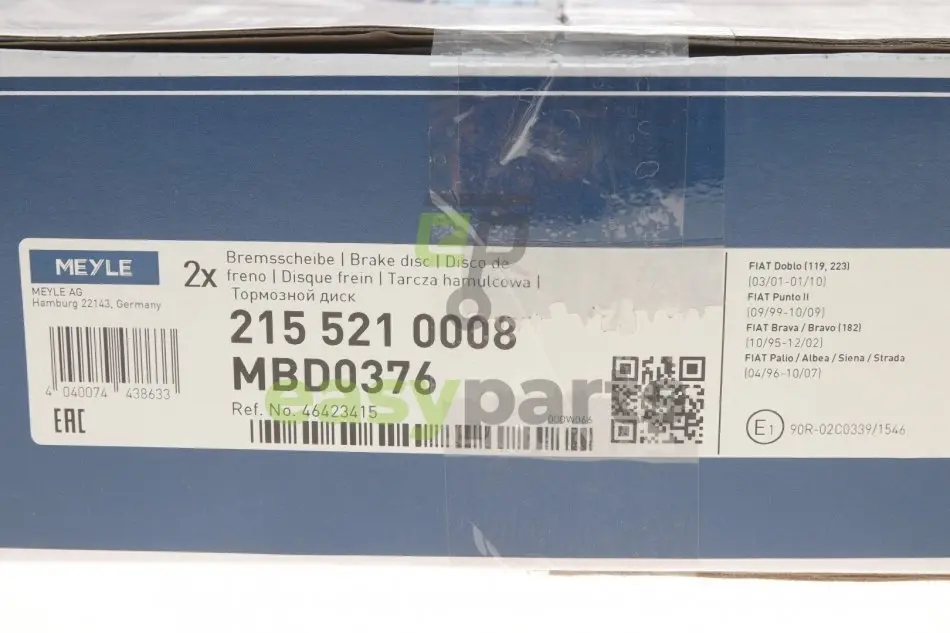 MEYLE
MEYLE AG
Hamburg 22143, Germany
4 040074 438633
EAC
2x
Bremsscheibe | Brake disc | Disco de
freno | Disque frein | Tarcza hamulcowa |
Тормозной диск
215 521 0008
MBD0376
Ref. No. 46423415
easyparts
FIAT Doblo (119, 223)
(03/01-01/10)
FIAT Punto II
(09/99-10/09)
FIAT Brava / Bravo (182)
(10/95-12/02)
FIAT Palio / Albea / Siena / Strada
(04/96-10/07)
E1 90R-02C0339/1546